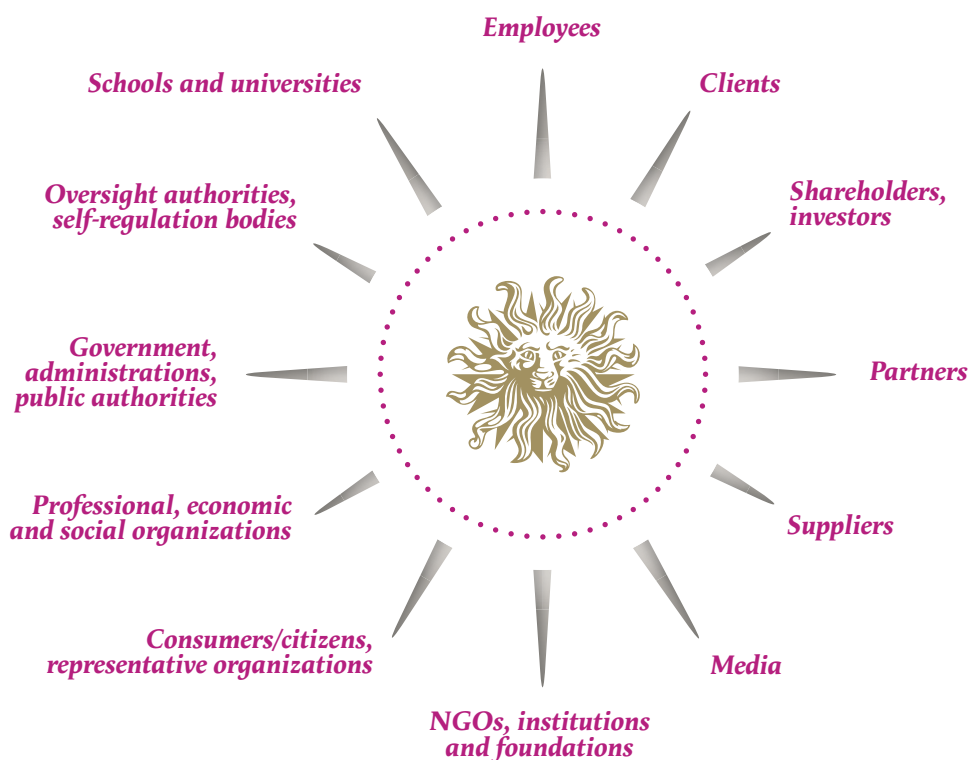 Employees
Clients
Shareholders,
investors
Partners
Suppliers
Media
NGOs, institutions
and foundations
Consumers/citizens,
representative organizations
Professional, economic
and social organizations
Government,
administrations,
public authorities
Oversight authorities,
self-regulation bodies
Schools and universities